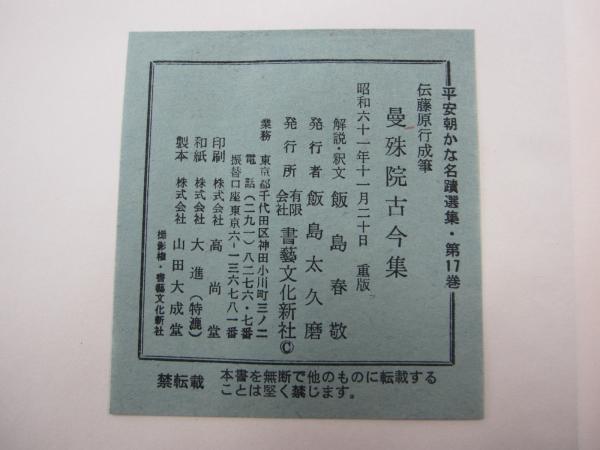 平安朝かな名蹟選集・第17巻
伝藤原行成筆
曼殊院古今集
昭和六十一年十一月二十日　重版
解説・釈文　飯島春敬
発行者　飯島太久磨
発行所　有限会社　書藝文化新社©
業務　東京都千代田区神田小川町三ノ二
電話(二九一)八二七六・七番
振替口座東京六ー一三六七八一番
印刷　株式会社　高尚堂
和紙　株式会社　大進(特漉)
製本　株式会社　山田大成堂
撮影権・書藝文化新社
禁転載　本書を無断で他のものに転載する
ことは堅く禁じます。